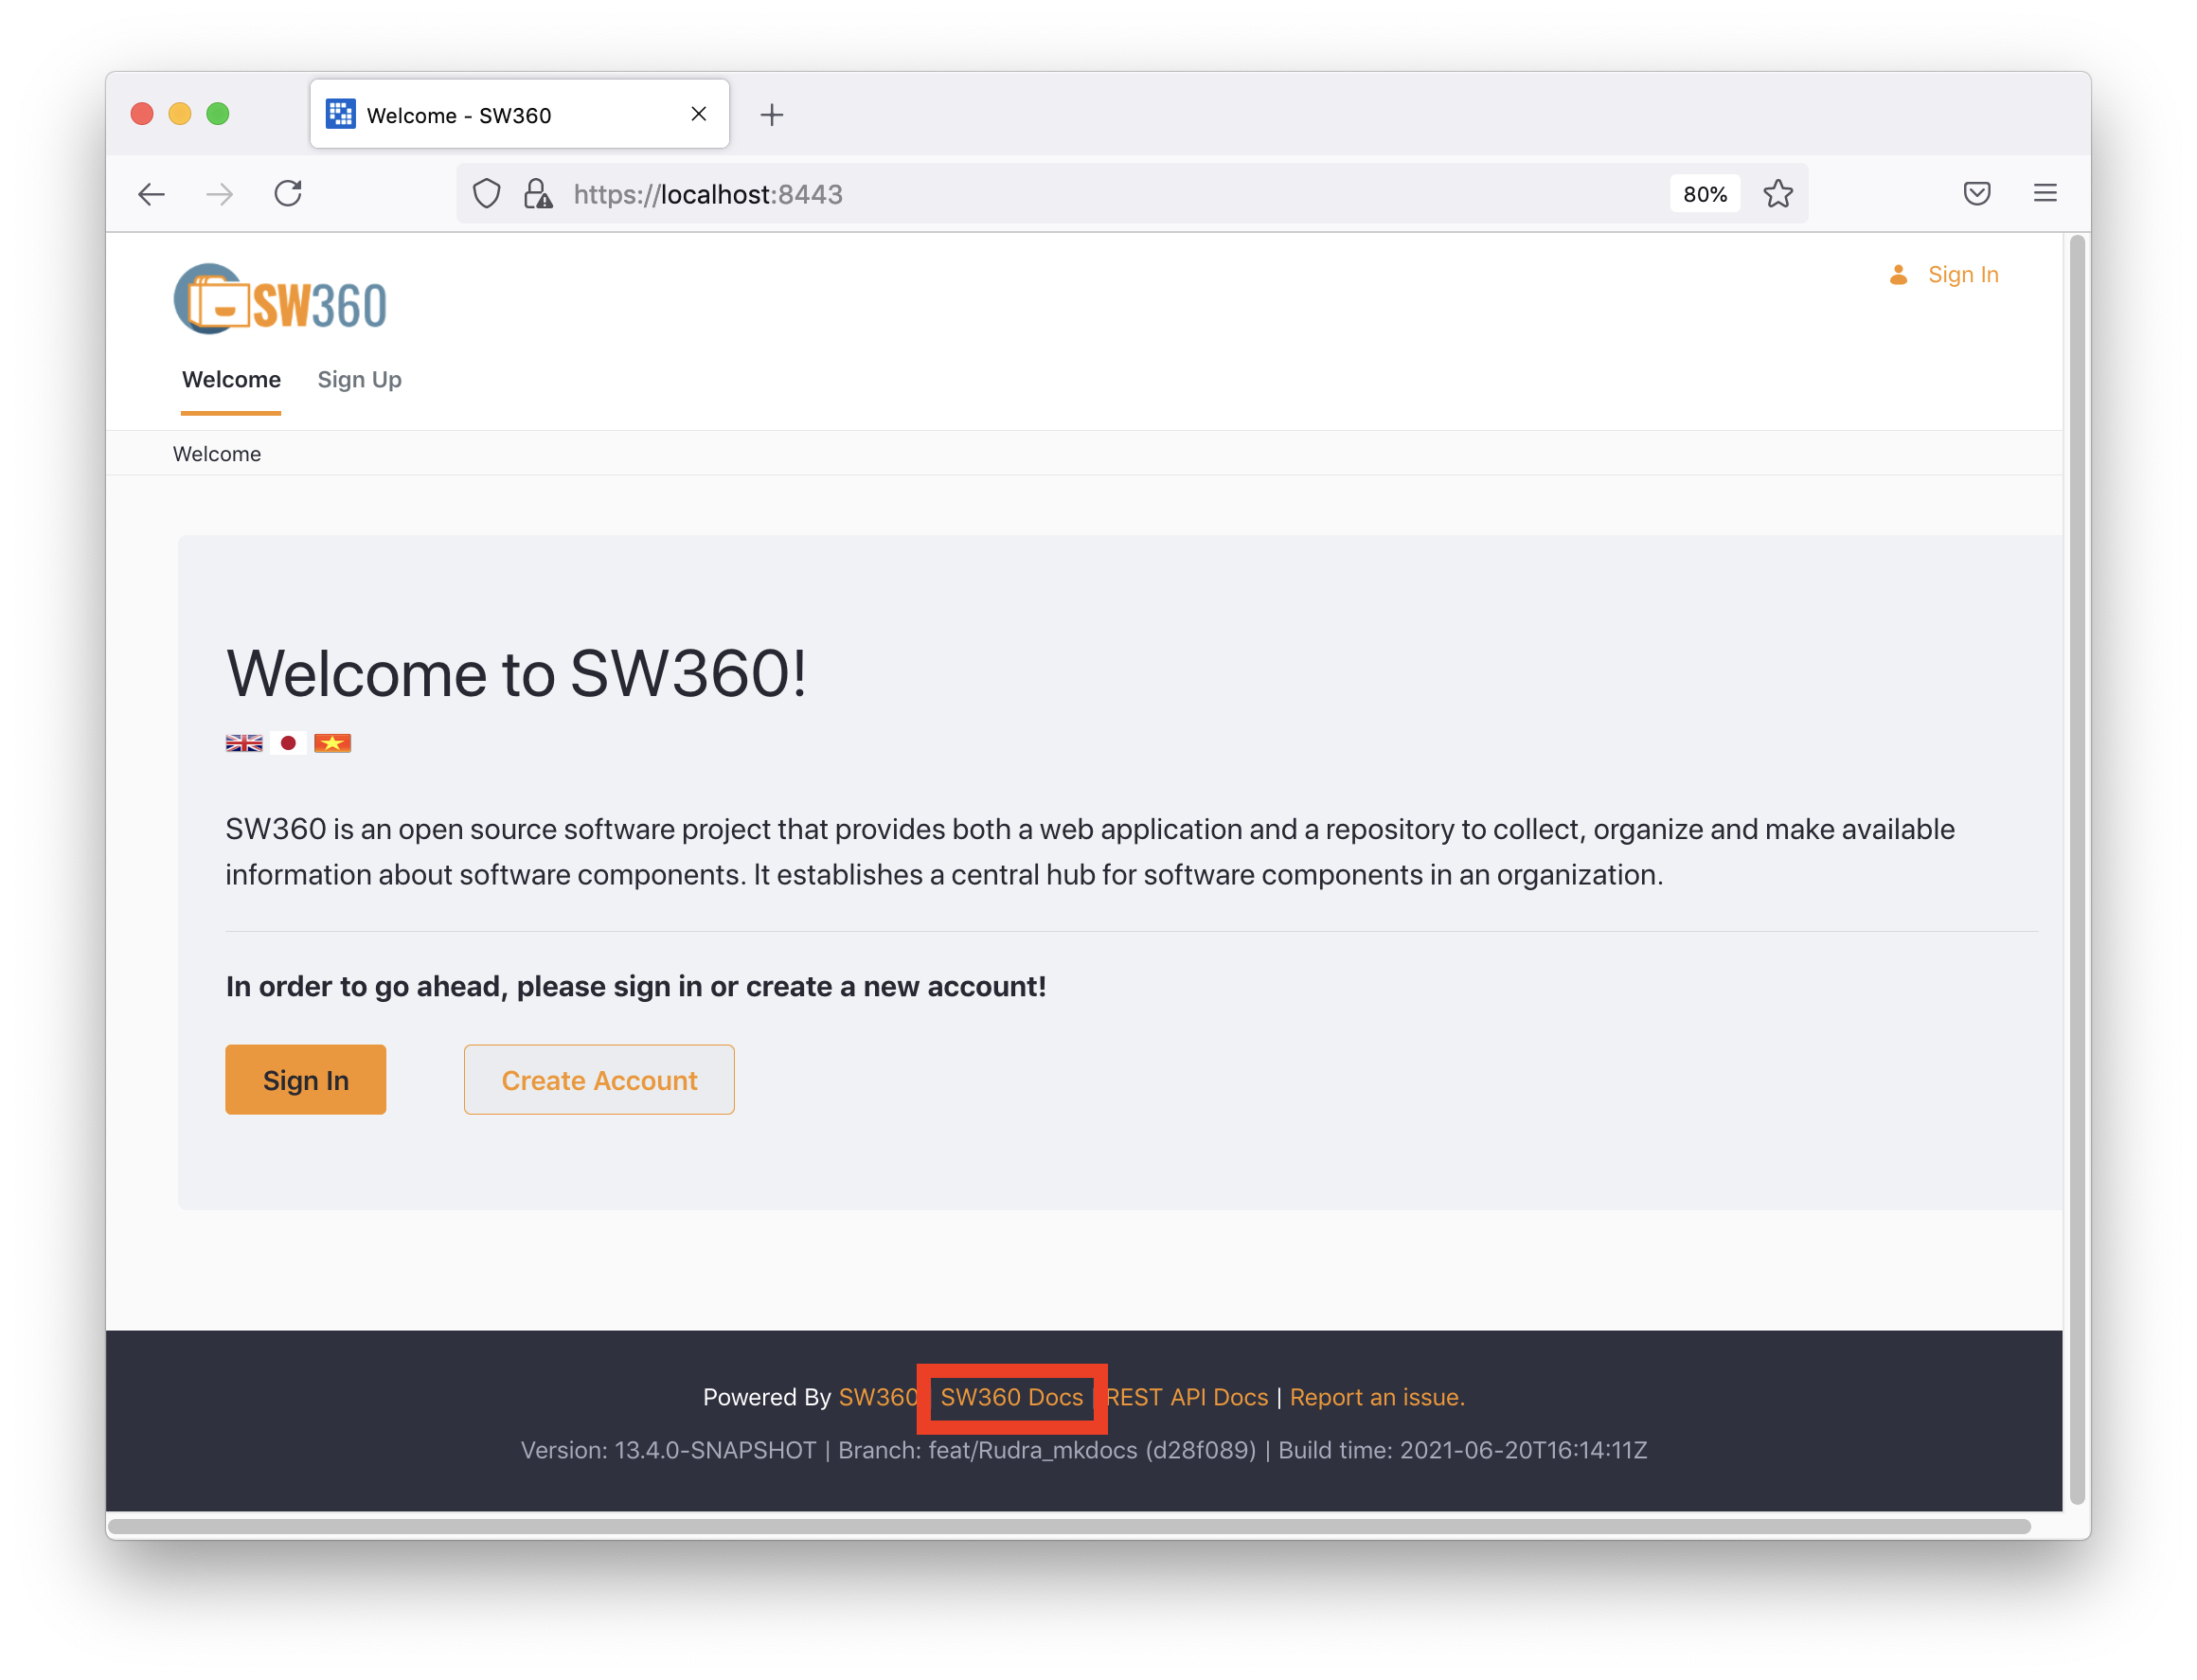 Welcome - SW360
https://localhost:8443
80%
SW360
Sign In
Welcome
Sign Up
Welcome
Welcome to SW360!
SW360 is an open source software project that provides both a web application and a repository to collect, organize and make available
information about software components. It establishes a central hub for software components in an organization.
In order to go ahead, please sign in or create a new account!
Sign In
Create Account
Powered By SW360 SW360 Docs | REST API Docs | Report an issue.
Version: 13.4.0-SNAPSHOT | Branch: feat/Rudra_mkdocs (d28f089) | Build time: 2021-06-20T16:14:11Z